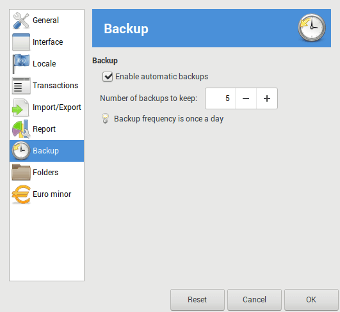 General
Interface
Locale
Transactions
Import/Export
Report
Backup
Folders
Euro minor
Backup
Backup
Enable automatic backups
Number of backups to keep: 5 − +
Backup frequency is once a day
Reset Cancel OK